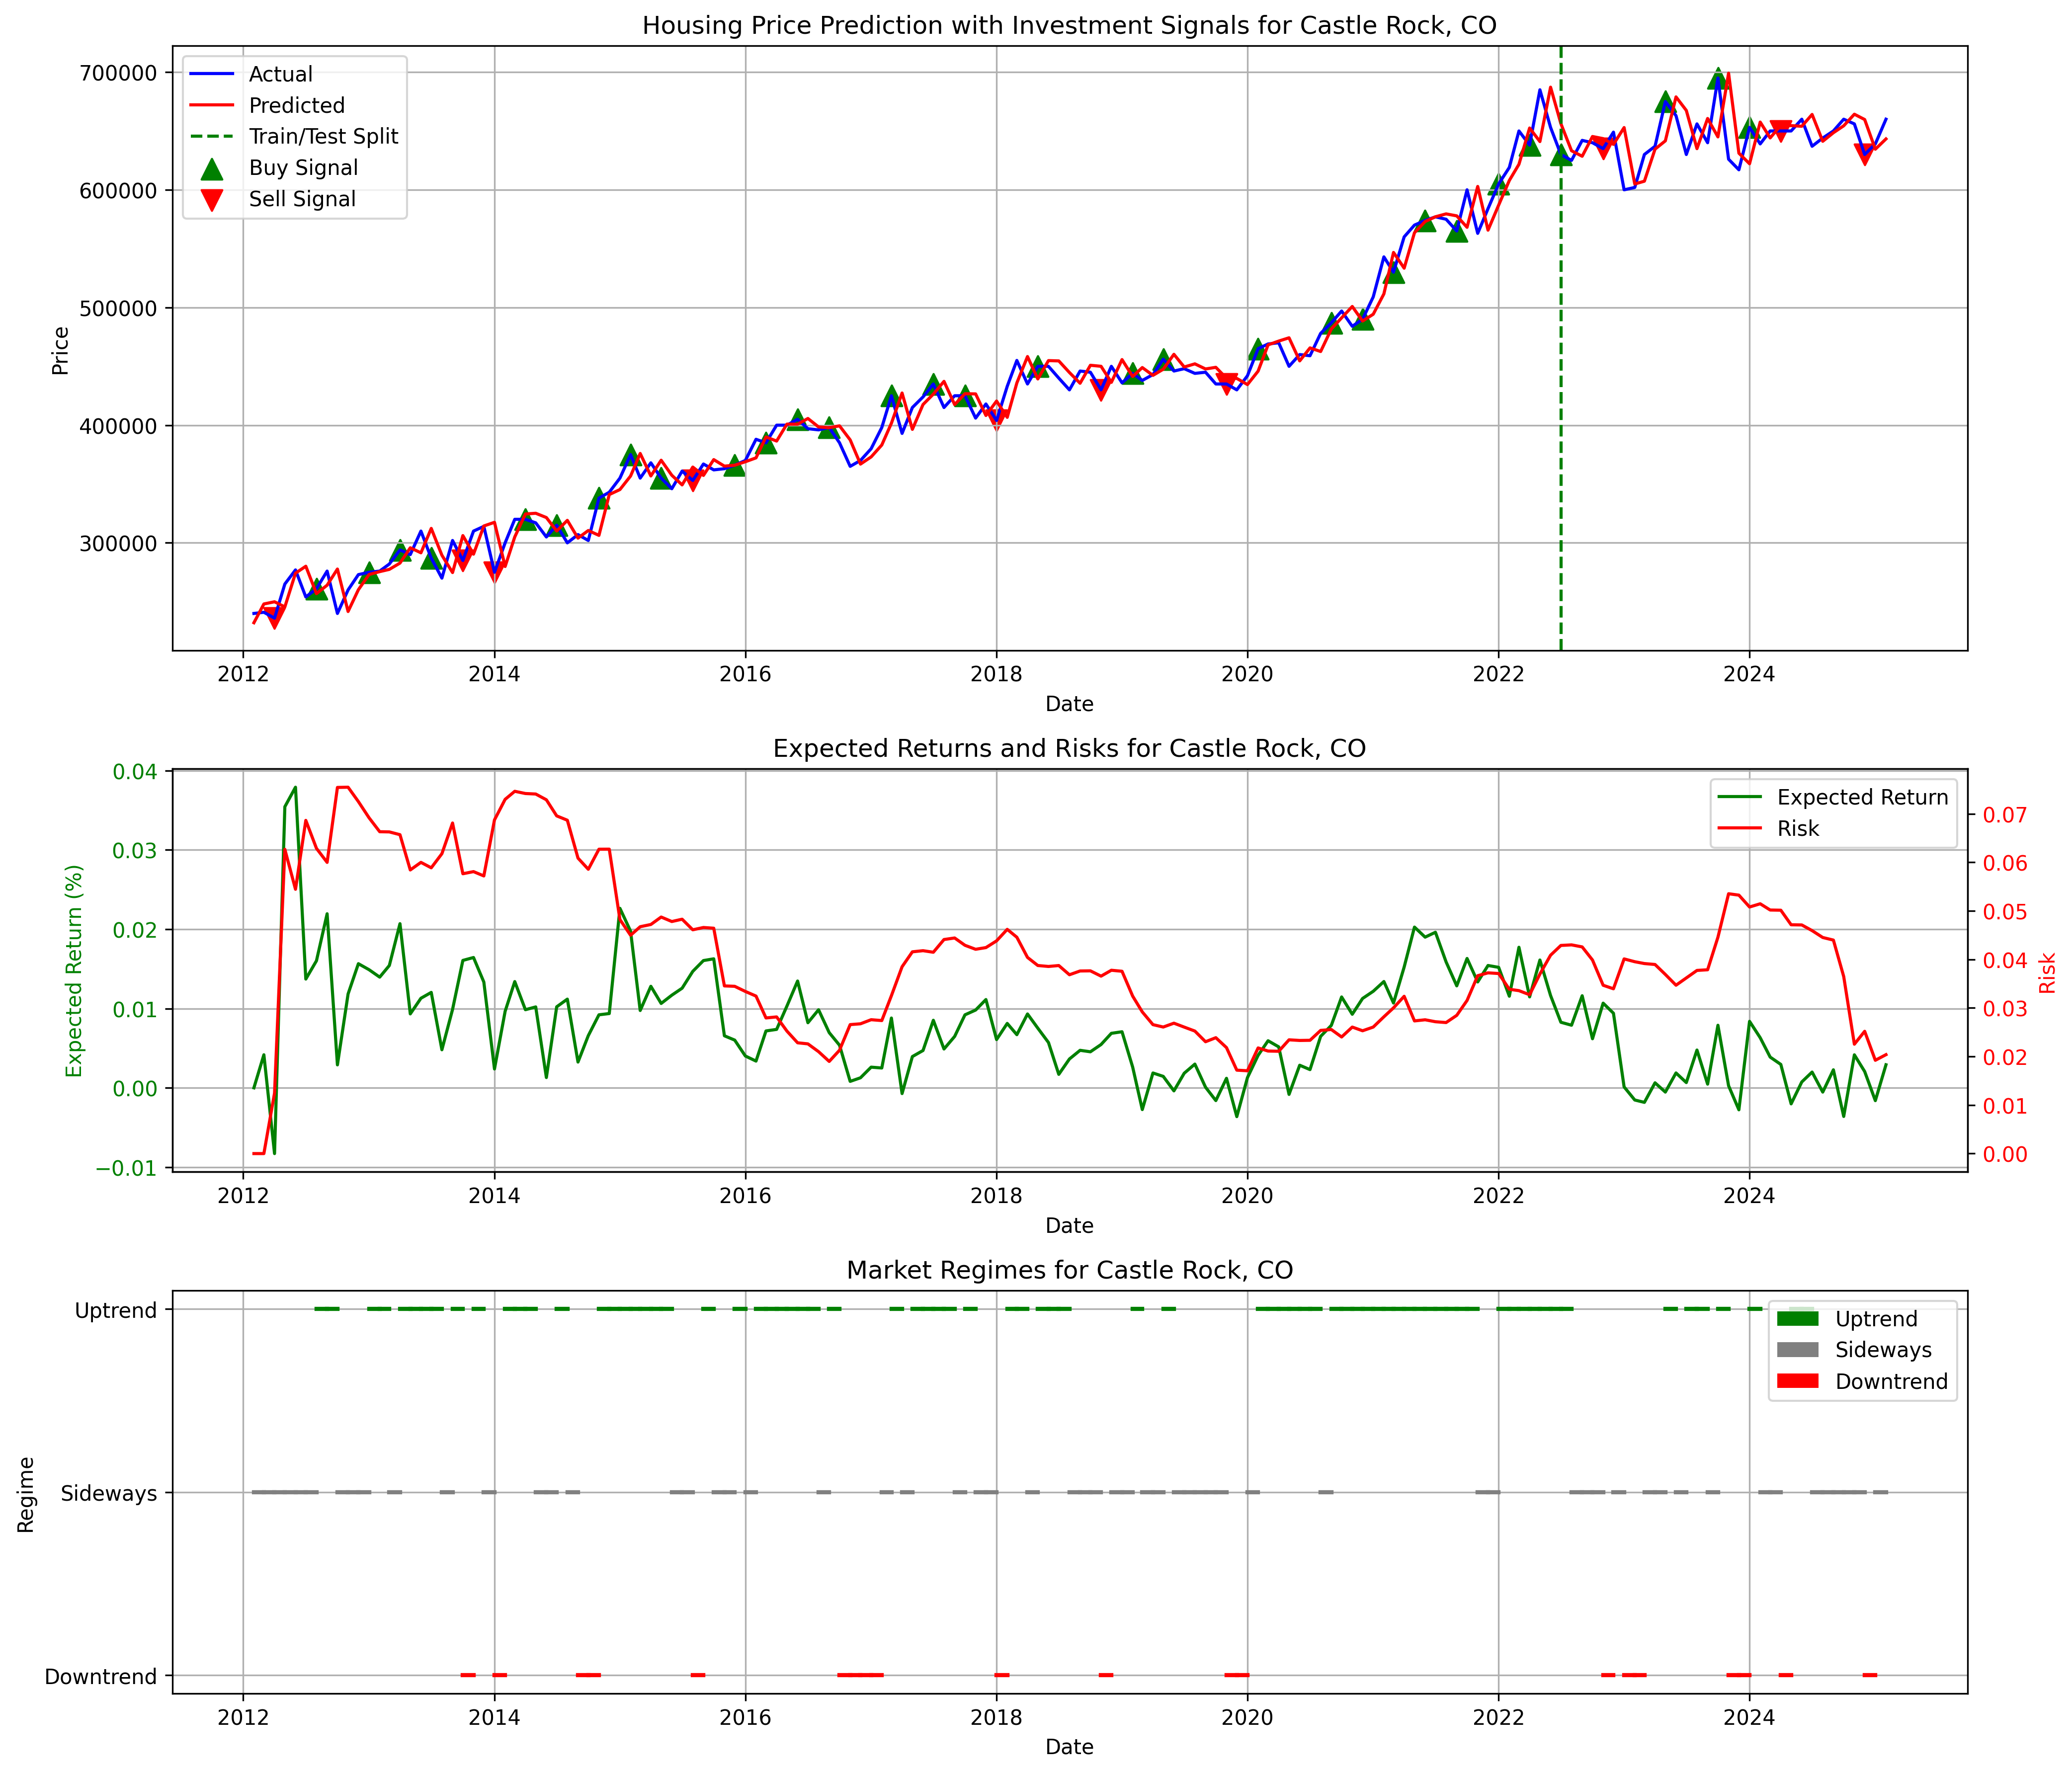 Housing Price Prediction with Investment Signals for Castle Rock, CO
Actual
Predicted
Train/Test Split
Buy Signal
Sell Signal
700000
600000
500000
400000
300000
Price
2012 2014 2016 2018 2020 2022 2024
Date
Expected Returns and Risks for Castle Rock, CO
Expected Return
Risk
0.04
0.03
0.02
0.01
0.00
−0.01
Expected Return (%)
0.07
0.06
0.05
0.04
0.03
0.02
0.01
0.00
Risk
2012 2014 2016 2018 2020 2022 2024
Date
Market Regimes for Castle Rock, CO
Uptrend
Sideways
Downtrend
Uptrend
Sideways
Downtrend
Regime
2012 2014 2016 2018 2020 2022 2024
Date